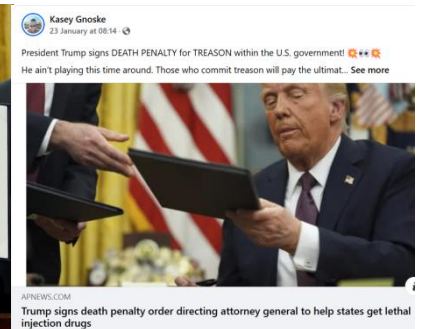 Kasey Gnoske
23 January at 08:14 ·
President Trump signs DEATH PENALTY for TREASON within the U.S. government! 💥👀💥
He ain't playing this time around. Those who commit treason will pay the ultimat... See more
APNEWS.COM
Trump signs death penalty order directing attorney general to help states get lethal
injection drugs